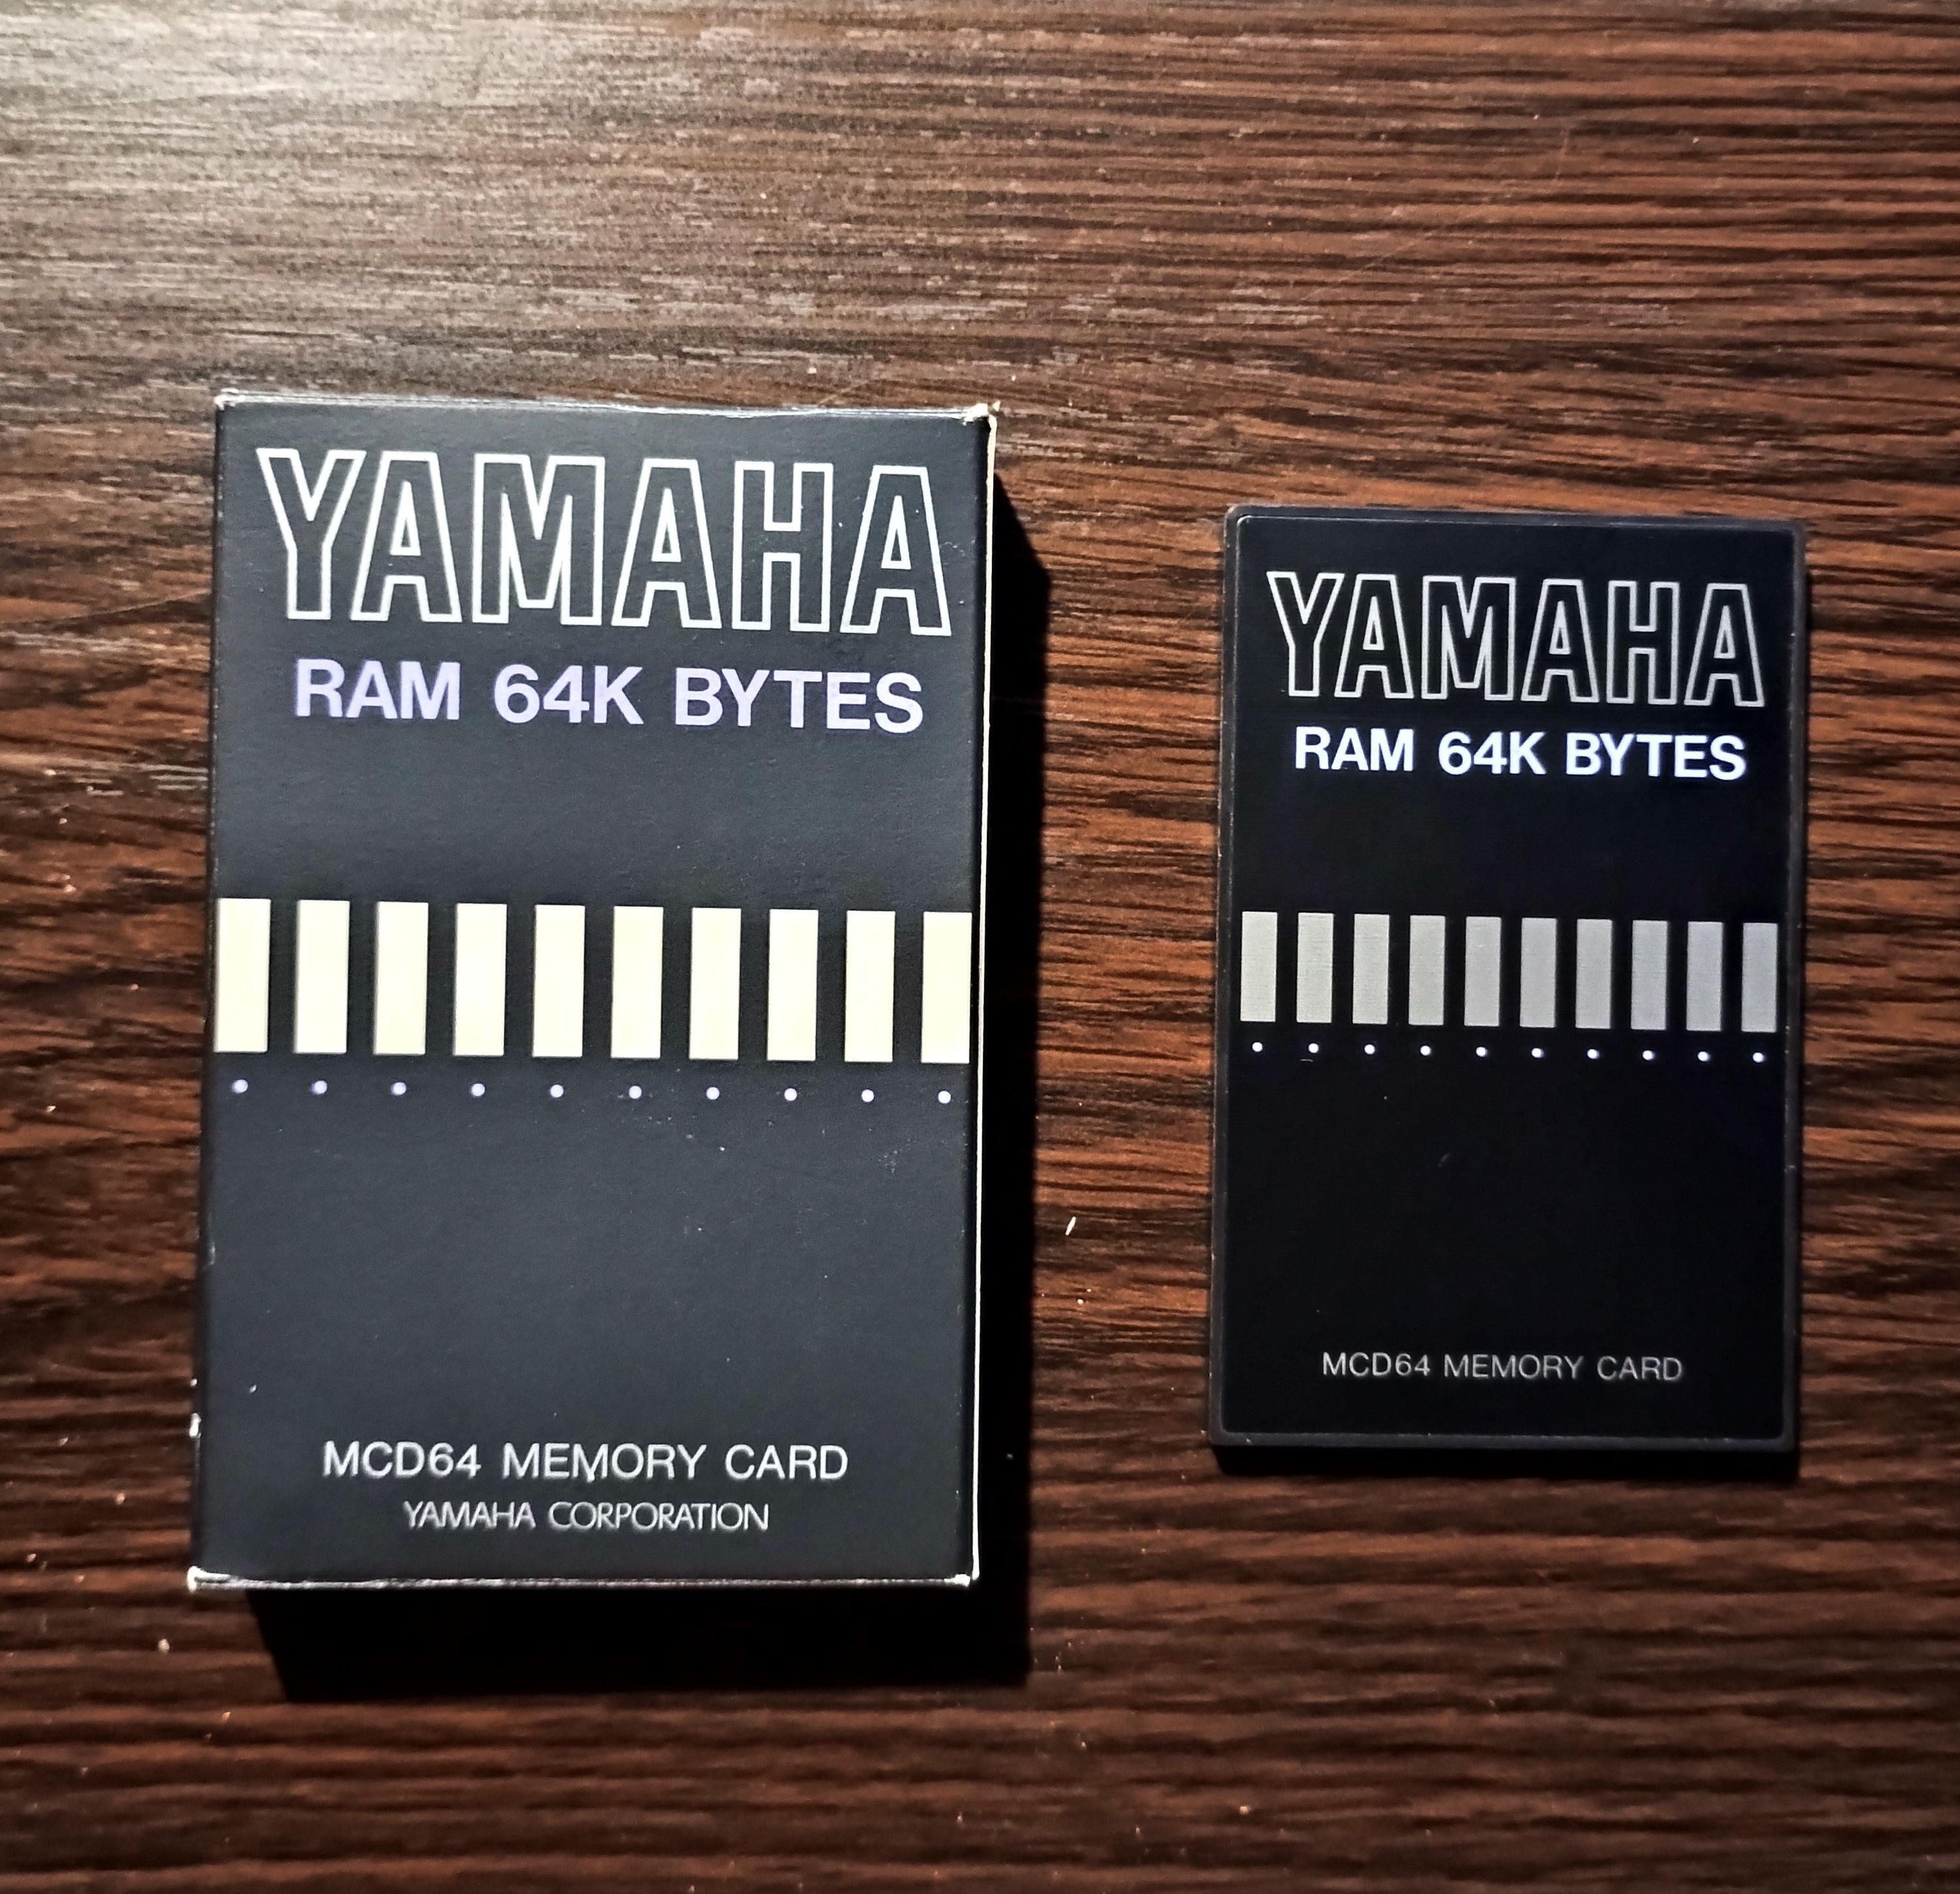 YAMAHA
RAM 64K BYTES
MCD64 MEMORY CARD
YAMAHA CORPORATION
YAMAHA
RAM 64K BYTES
MCD64 MEMORY CARD